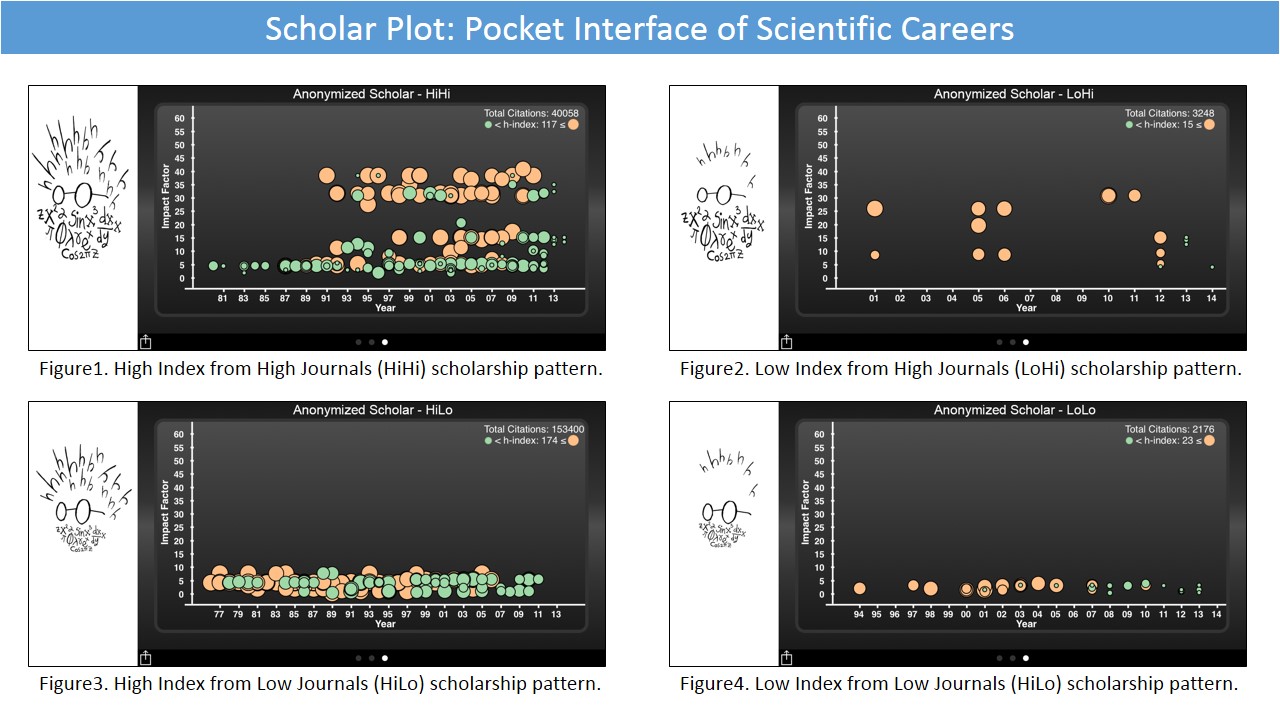 Scholar Plot: Pocket Interface of Scientific Careers
Anonymized Scholar - HiHi
Total Citations: 40058
< h-index: 117 ≤
Impact Factor
60
55
50
45
40
35
30
25
20
15
10
5
0
81 83 85 87 89 91 93 95 97 99 01 03 05 07 09 11 13
Year
Figure1. High Index from High Journals (HiHi) scholarship pattern.
Anonymized Scholar - LoHi
Total Citations: 3248
< h-index: 15 ≤
Impact Factor
60
55
50
45
40
35
30
25
20
15
10
5
0
01 02 03 04 05 06 07 08 09 10 11 12 13 14
Year
Figure2. Low Index from High Journals (LoHi) scholarship pattern.
Anonymized Scholar - HiLo
Total Citations: 153400
< h-index: 174 ≤
Impact Factor
60
55
50
45
40
35
30
25
20
15
10
5
0
77 79 81 83 85 87 89 91 93 95 97 99 01 03 05 07 09 11 13
Year
Figure3. High Index from Low Journals (HiLo) scholarship pattern.
Anonymized Scholar - LoLo
Total Citations: 2176
< h-index: 23 ≤
Impact Factor
60
55
50
45
40
35
30
25
20
15
10
5
0
94 95 96 97 98 99 00 01 02 03 04 05 06 07 08 09 10 11 12 13 14
Year
Figure4. Low Index from Low Journals (HiLo) scholarship pattern.